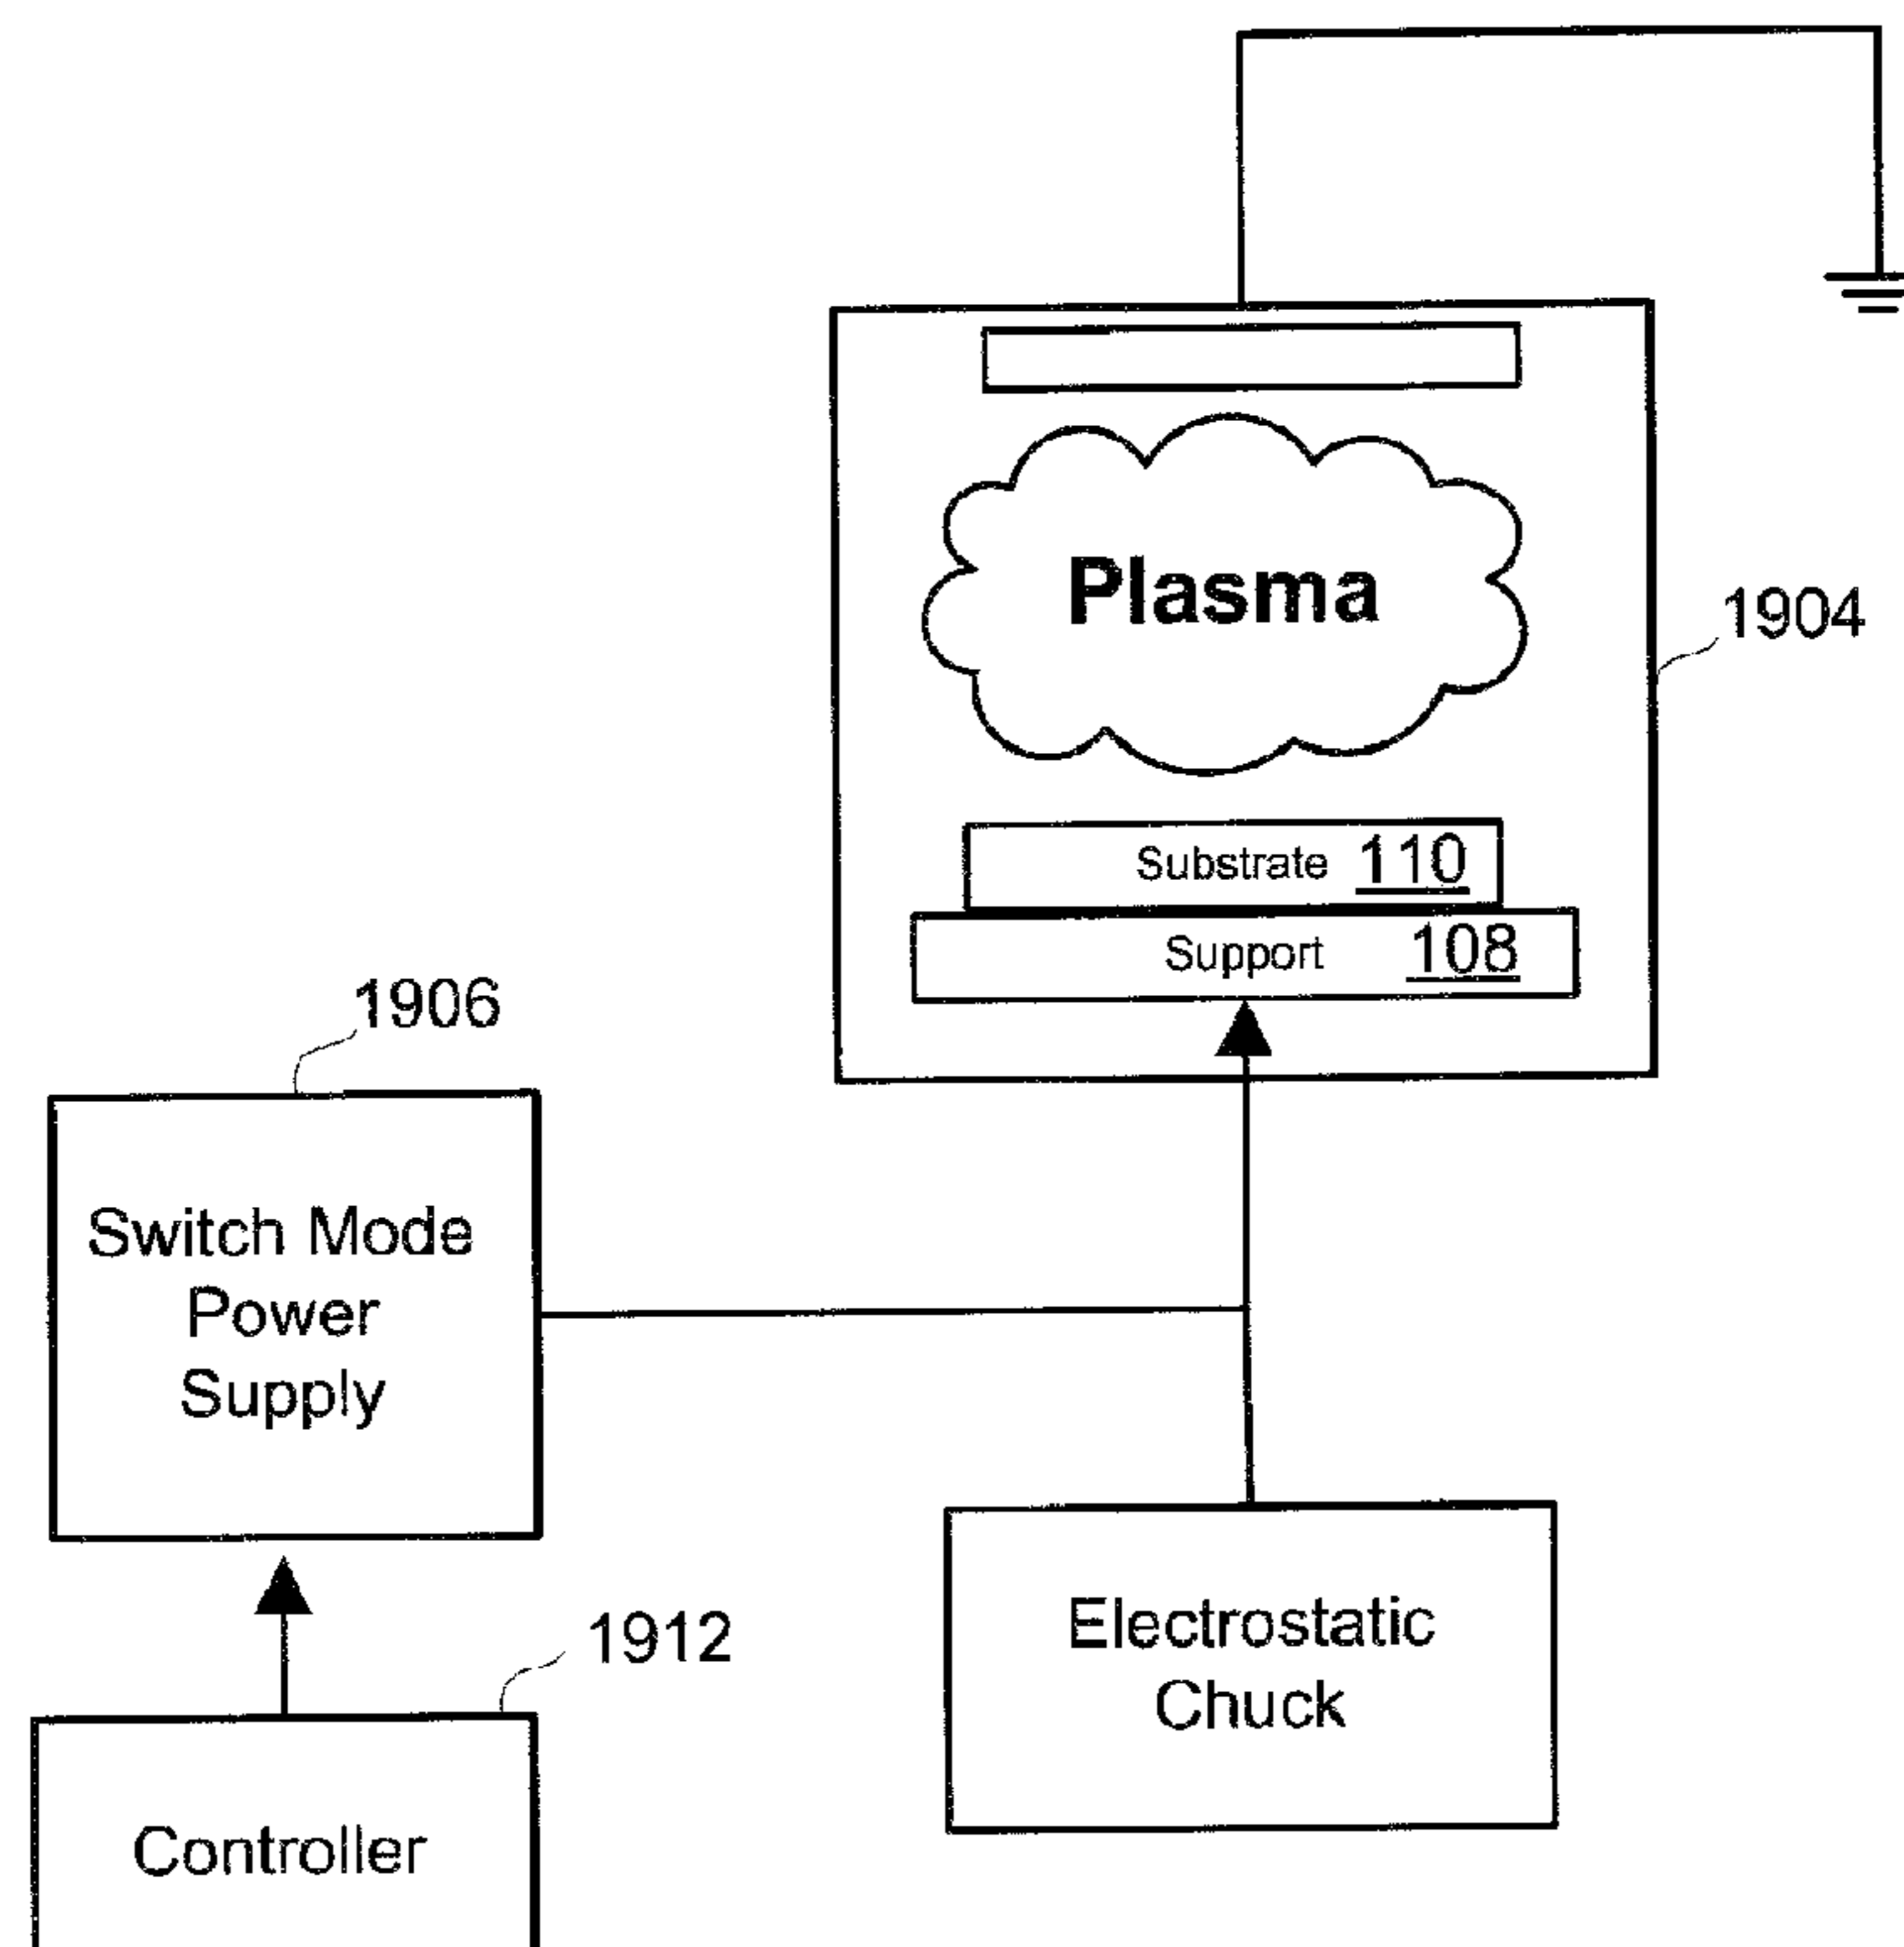 Plasma
1904
Substrate 110
Support 108
1906
Switch Mode
Power
Supply
1912
Electrostatic
Chuck
Controller